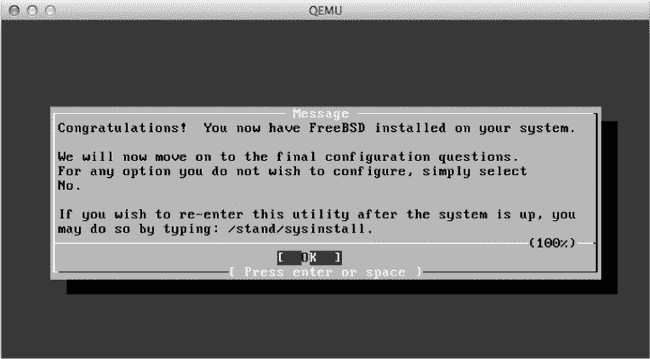 QEMU
Message
Congratulations!  You now have FreeBSD installed on your system.
We will now move on to the final configuration questions.
For any option you do not wish to configure, simply select
No.
If you wish to re-enter this utility after the system is up, you
may do so by typing: /stand/sysinstall.
(100%)
[  OK  ]
[ Press enter or space ]